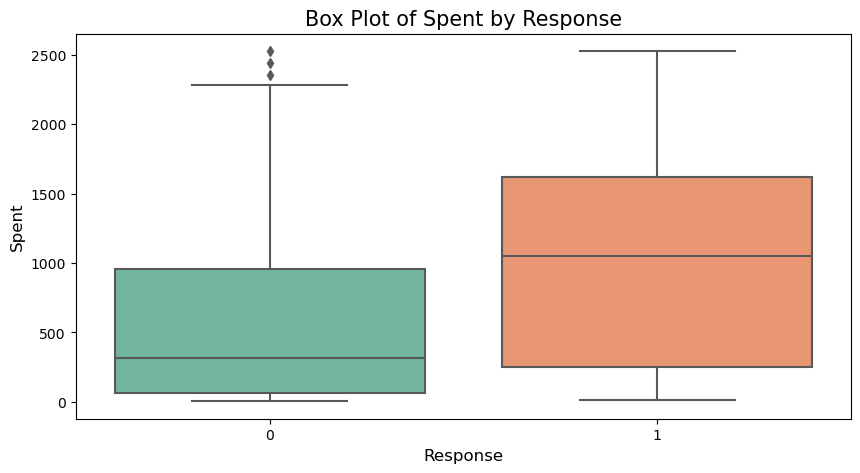 Box Plot of Spent by Response
2500
2000
1500
1000
500
0
Spent
0
1
Response